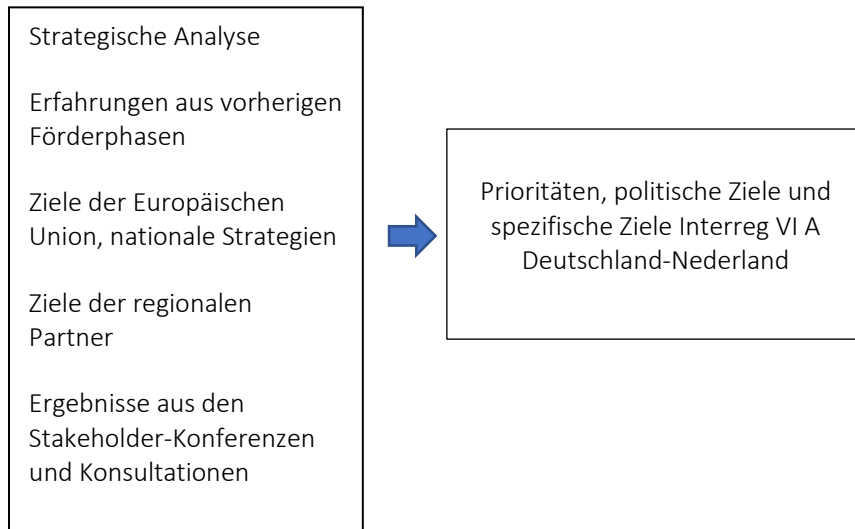 Strategische Analyse
Erfahrungen aus vorherigen
Förderphasen
Ziele der Europäischen
Union, nationale Strategien
Ziele der regionalen
Partner
Ergebnisse aus den
Stakeholder-Konferenzen
und Konsultationen
Prioritäten, politische Ziele und
spezifische Ziele Interreg VI A
Deutschland-Nederland